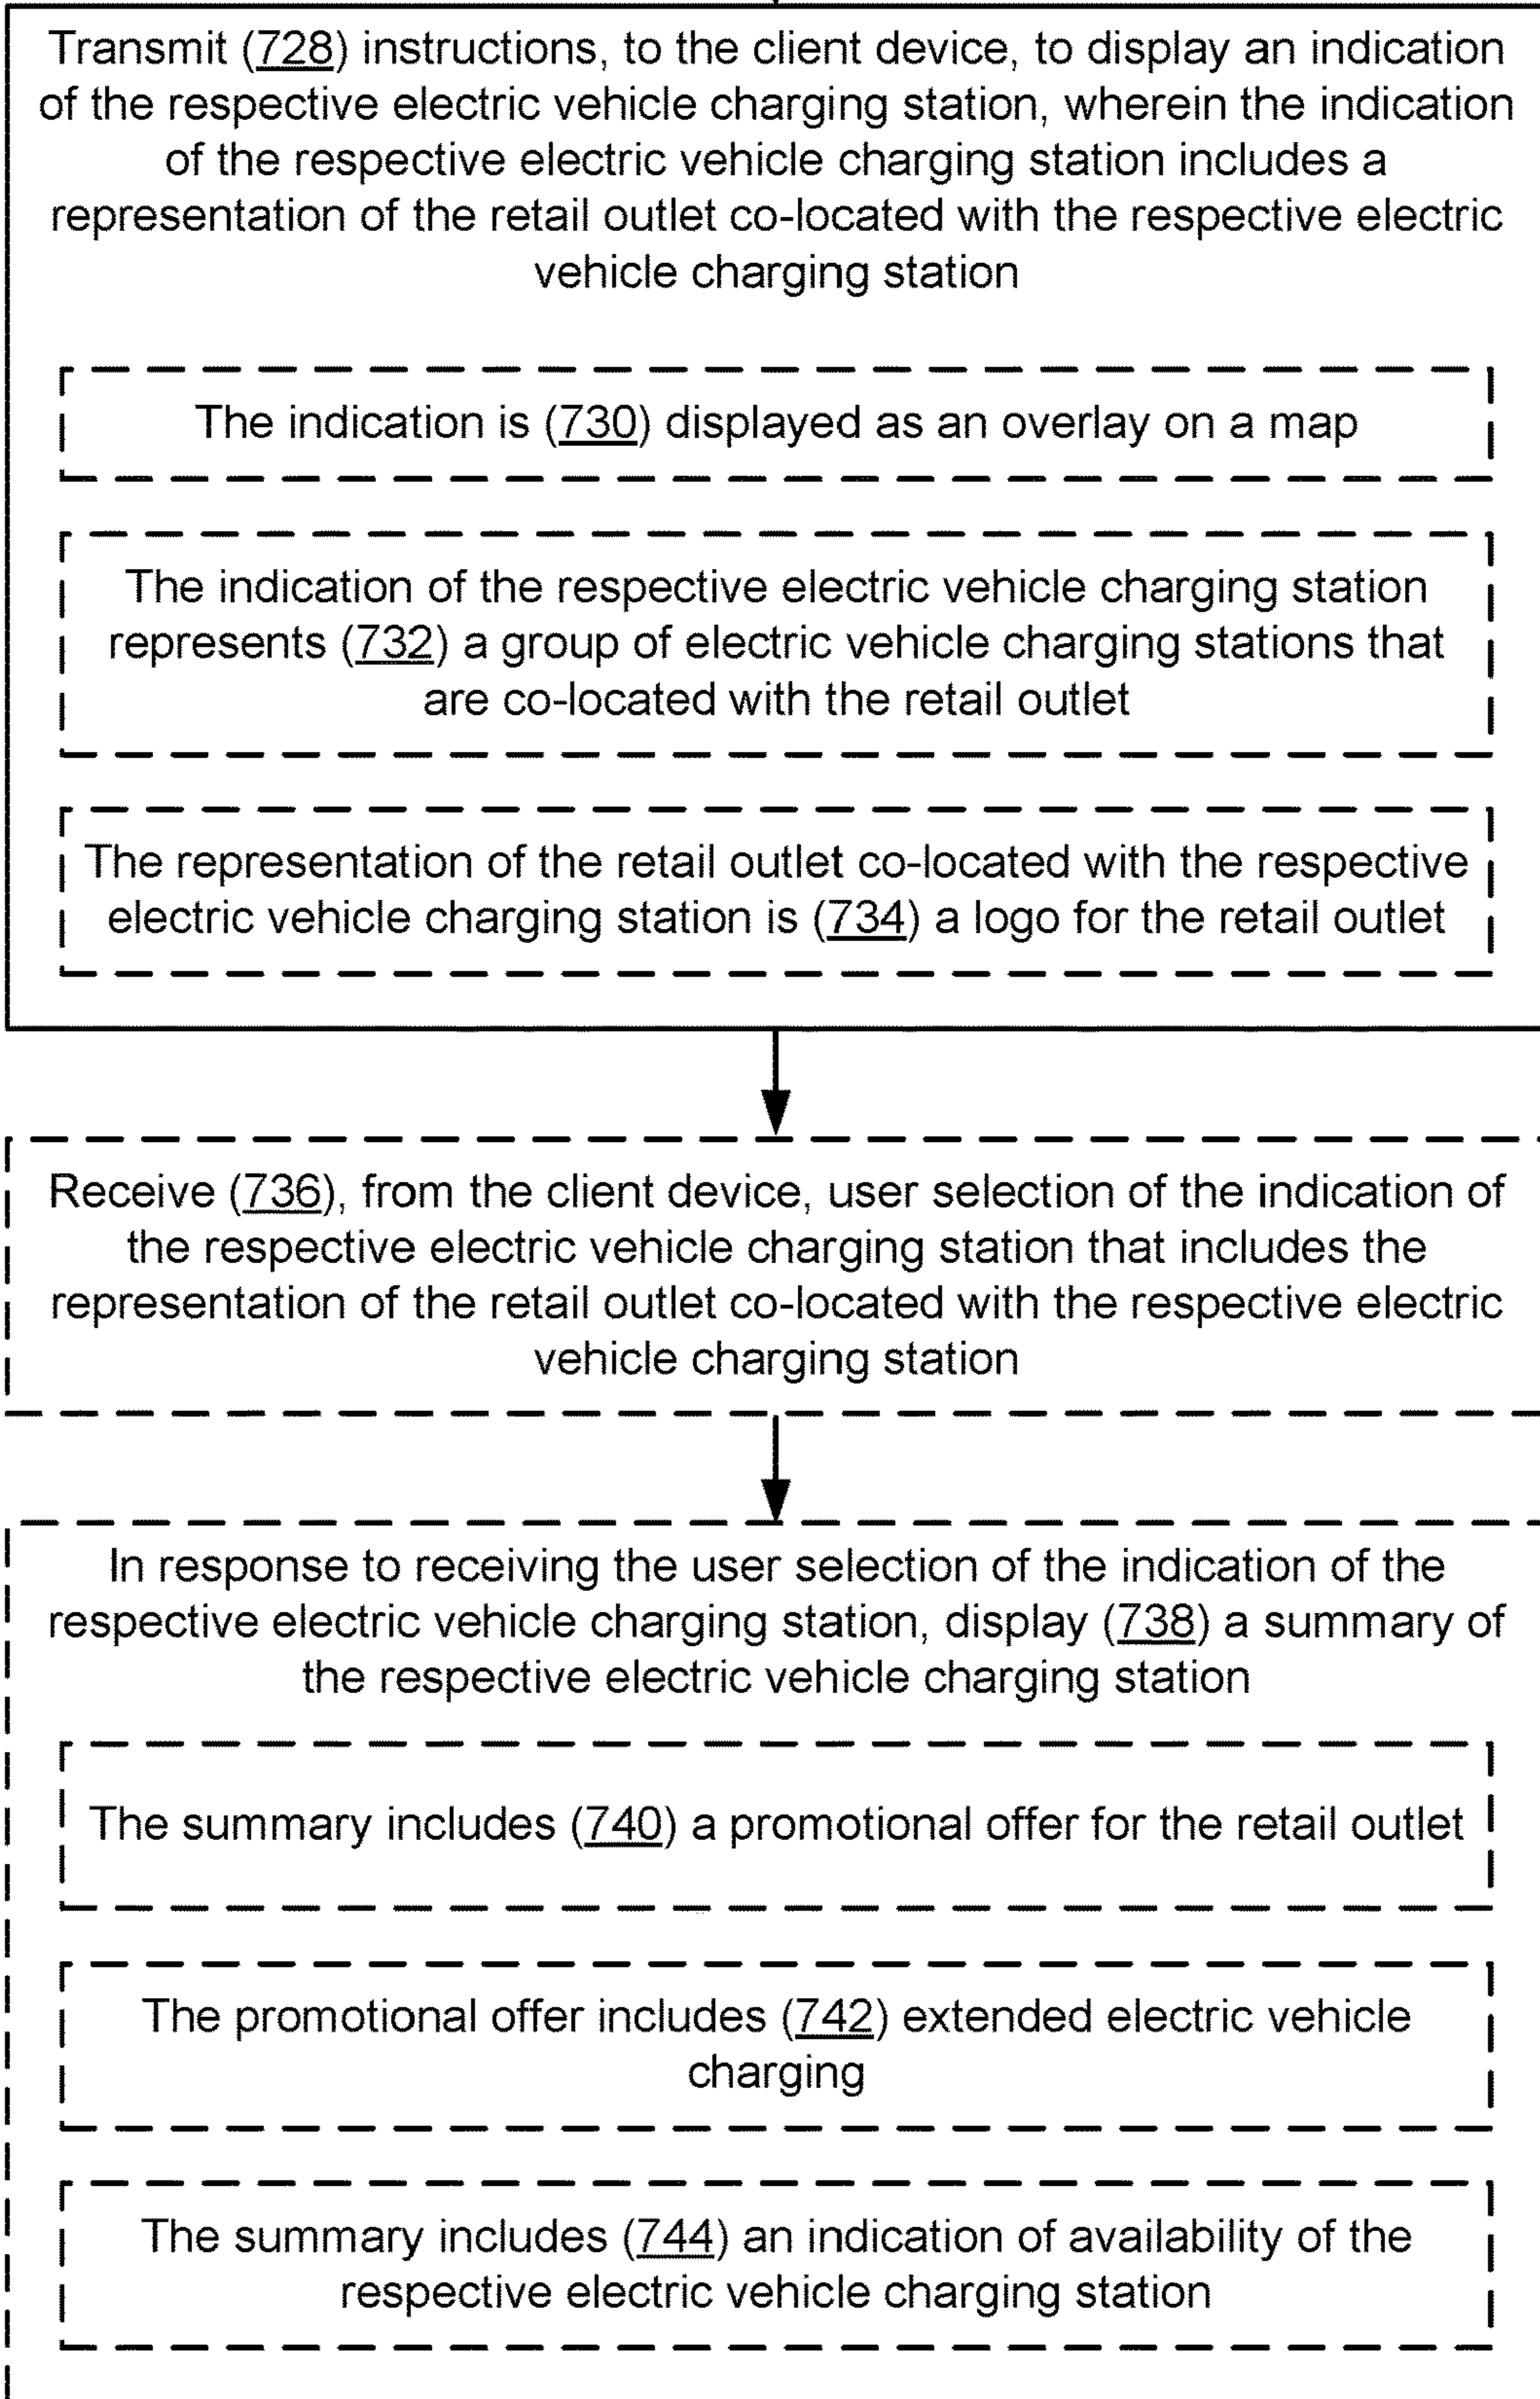 Transmit (728) instructions, to the client device, to display an indication
of the respective electric vehicle charging station, wherein the indication
of the respective electric vehicle charging station includes a
representation of the retail outlet co-located with the respective electric
vehicle charging station
The indication is (730) displayed as an overlay on a map
The indication of the respective electric vehicle charging station
represents (732) a group of electric vehicle charging stations that
are co-located with the retail outlet
The representation of the retail outlet co-located with the respective
electric vehicle charging station is (734) a logo for the retail outlet
Receive (736), from the client device, user selection of the indication of
the respective electric vehicle charging station that includes the
representation of the retail outlet co-located with the respective electric
vehicle charging station
In response to receiving the user selection of the indication of the
respective electric vehicle charging station, display (738) a summary of
the respective electric vehicle charging station
The summary includes (740) a promotional offer for the retail outlet
The promotional offer includes (742) extended electric vehicle
charging
The summary includes (744) an indication of availability of the
respective electric vehicle charging station